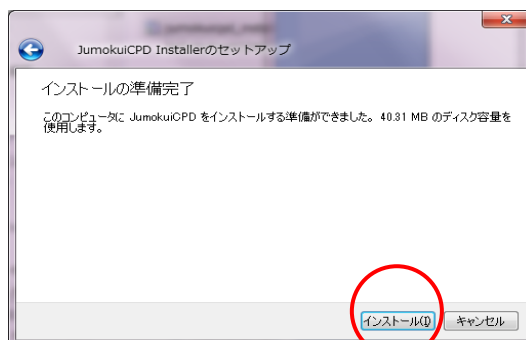 JumokuiCPD Installerのセットアップ
インストールの準備完了
このコンピュータに JumokuiCPD をインストールする準備ができました。 40.31 MB のディスク容量を
使用します。
インストール(I) キャンセル